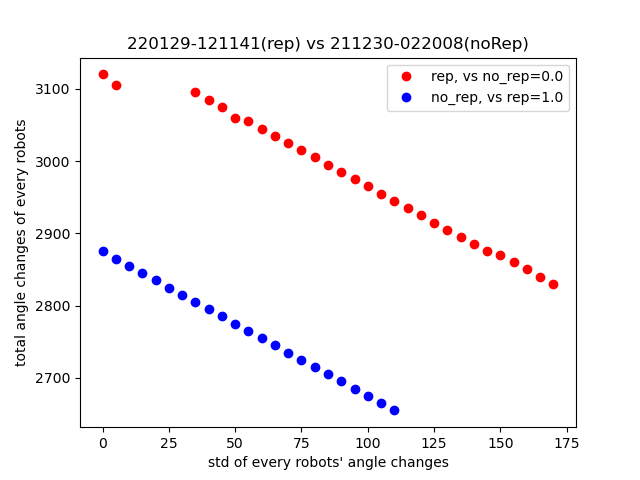 220129-121141(rep) vs 211230-022008(noRep)
rep, vs no_rep=0.0
no_rep, vs rep=1.0
3100
3000
2900
2800
2700
total angle changes of every robots
0 25 50 75 100 125 150 175
std of every robots' angle changes